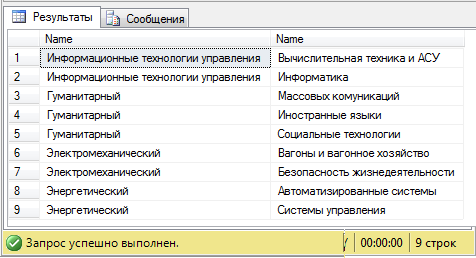 Результаты Сообщения
Name Name
1 Информационные технологии управления Вычислительная техника и АСУ
2 Информационные технологии управления Информатика
3 Гуманитарный Массовых комуникаций
4 Гуманитарный Иностранные языки
5 Гуманитарный Социальные технологии
6 Электромеханический Вагоны и вагонное хозяйство
7 Электромеханический Безопасность жизнедеятельности
8 Энергетический Автоматизированные системы
9 Энергетический Системы управления
Запрос успешно выполнен. 00:00:00 9 строк